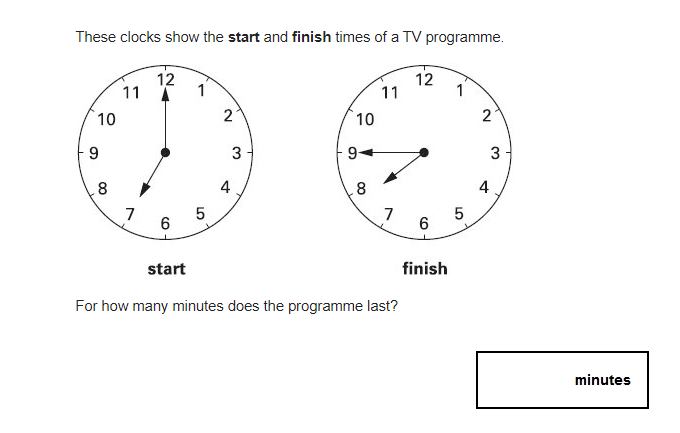 These clocks show the start and finish times of a TV programme.
12
11 1
10 2
9 3
8 4
7 5
6
start
12
11 1
10 2
9 3
8 4
7 5
6
finish
For how many minutes does the programme last?
minutes